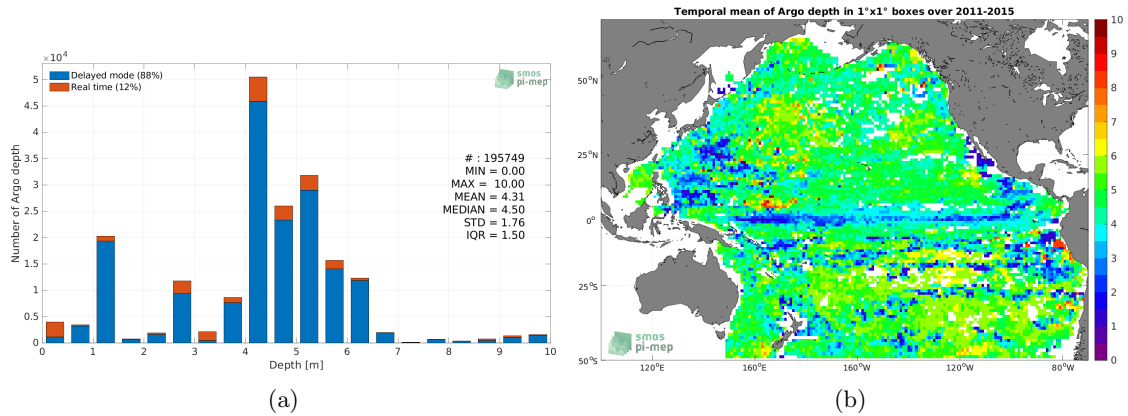 ×10⁴
5
4.5
4
3.5
3
2.5
2
1.5
1
0.5
0
Number of Argo depth
Delayed mode (88%)
Real time (12%)
smos
pi-mep
# : 195749
MIN = 0.00
MAX = 10.00
MEAN = 4.31
MEDIAN = 4.50
STD = 1.76
IQR = 1.50
0 1 2 3 4 5 6 7 8 9 10
Depth [m]
(a)
Temporal mean of Argo depth in 1°x1° boxes over 2011-2015
50°N
25°N
0°
25°S
50°S
120°E 160°E 160°W 120°W 80°W
smos
pi-mep
10
9
8
7
6
5
4
3
2
1
0
(b)